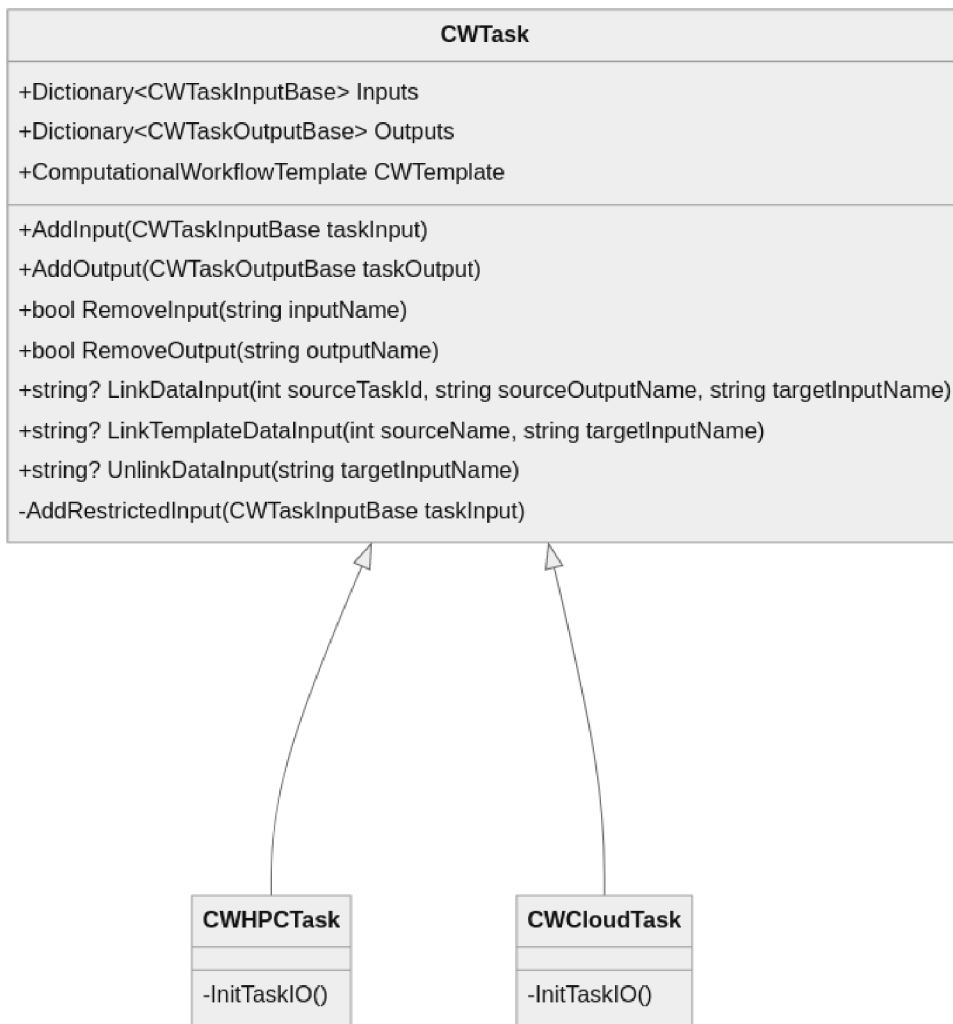 CWTask
+Dictionary<CWTaskInputBase> Inputs
+Dictionary<CWTaskOutputBase> Outputs
+ComputationalWorkflowTemplate CWTemplate
+AddInput(CWTaskInputBase taskInput)
+AddOutput(CWTaskOutputBase taskOutput)
+bool RemoveInput(string inputName)
+bool RemoveOutput(string outputName)
+string? LinkDataInput(int sourceTaskId, string sourceOutputName, string targetInputName)
+string? LinkTemplateDataInput(int sourceName, string targetInputName)
+string? UnlinkDataInput(string targetInputName)
-AddRestrictedInput(CWTaskInputBase taskInput)
CWHPCTask
-InitTaskIO()
CWCloudTask
-InitTaskIO()